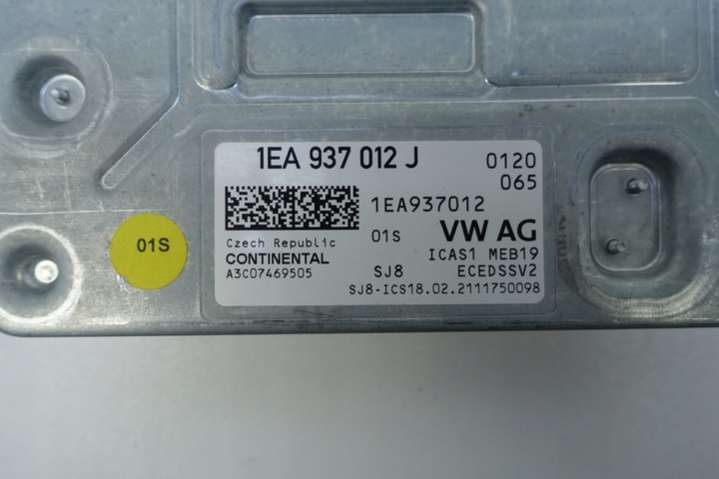 1EA 937 012 J
0120
065
1EA937012
01S
VW AG
Czech Republic
CONTINENTAL
A3C07469505
ICAS1 MEB19
SJ8
ECEDSSV2
SJ8-ICS18.02.2111750098
01S